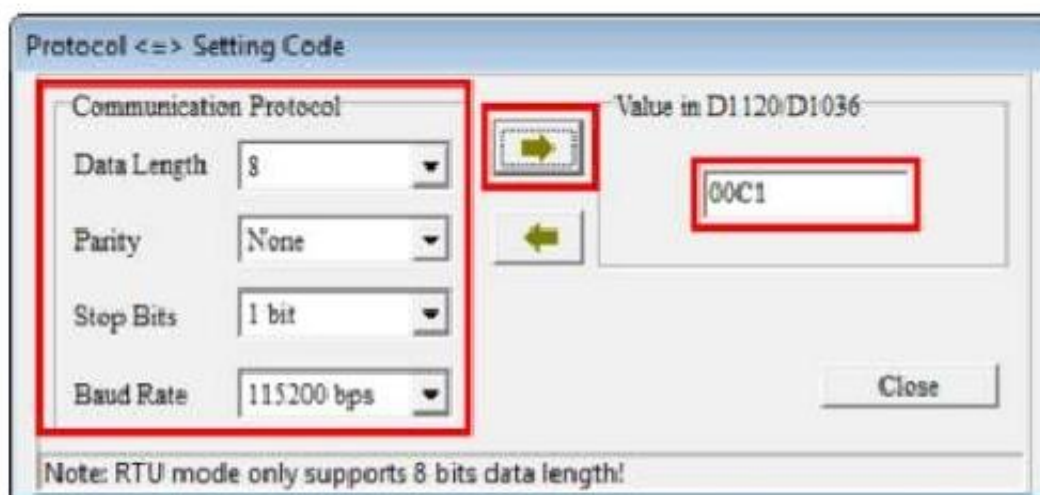 Protocol <=> Setting Code
Communication Protocol
Value in D1120/D1036
Data Length 8
00C1
Parity None
Stop Bits 1 bit
Baud Rate 115200 bps
Close
Note: RTU mode only supports 8 bits data length!